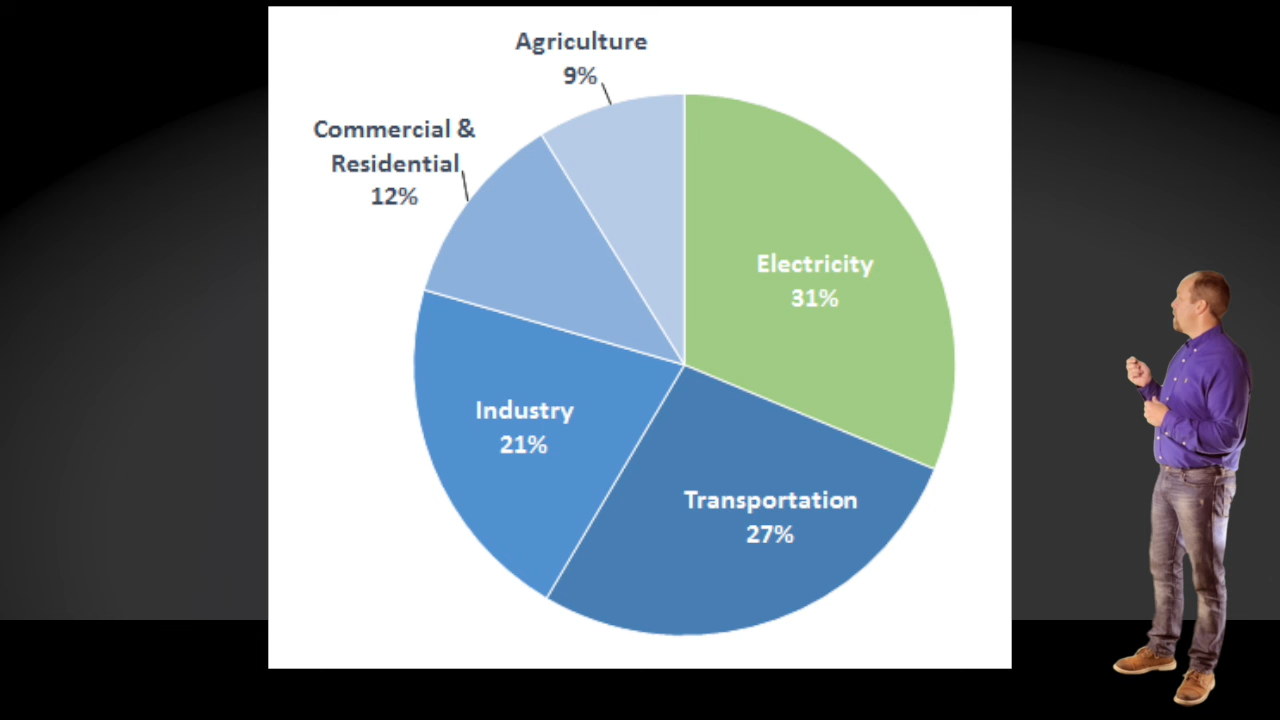 Agriculture
9%
Commercial &
Residential
12%
Electricity
31%
Industry
21%
Transportation
27%